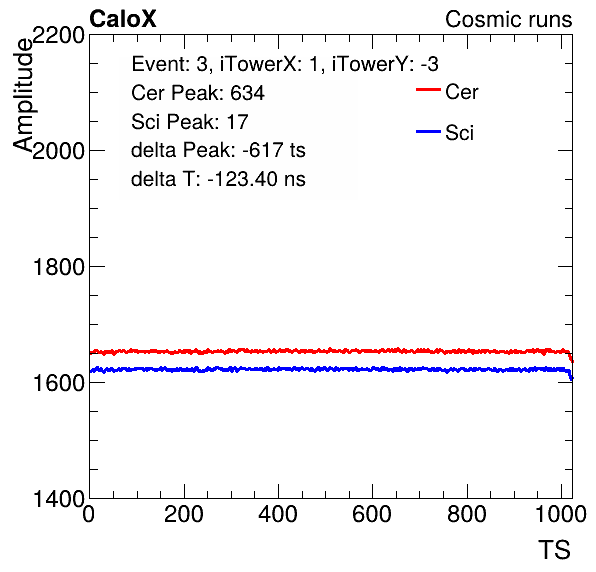 CaloX Cosmic runs
Amplitude
2200
2000
1800
1600
1400
Event: 3, iTowerX: 1, iTowerY: -3
Cer Peak: 634
Sci Peak: 17
delta Peak: -617 ts
delta T: -123.40 ns
Cer
Sci
0 200 400 600 800 1000
TS